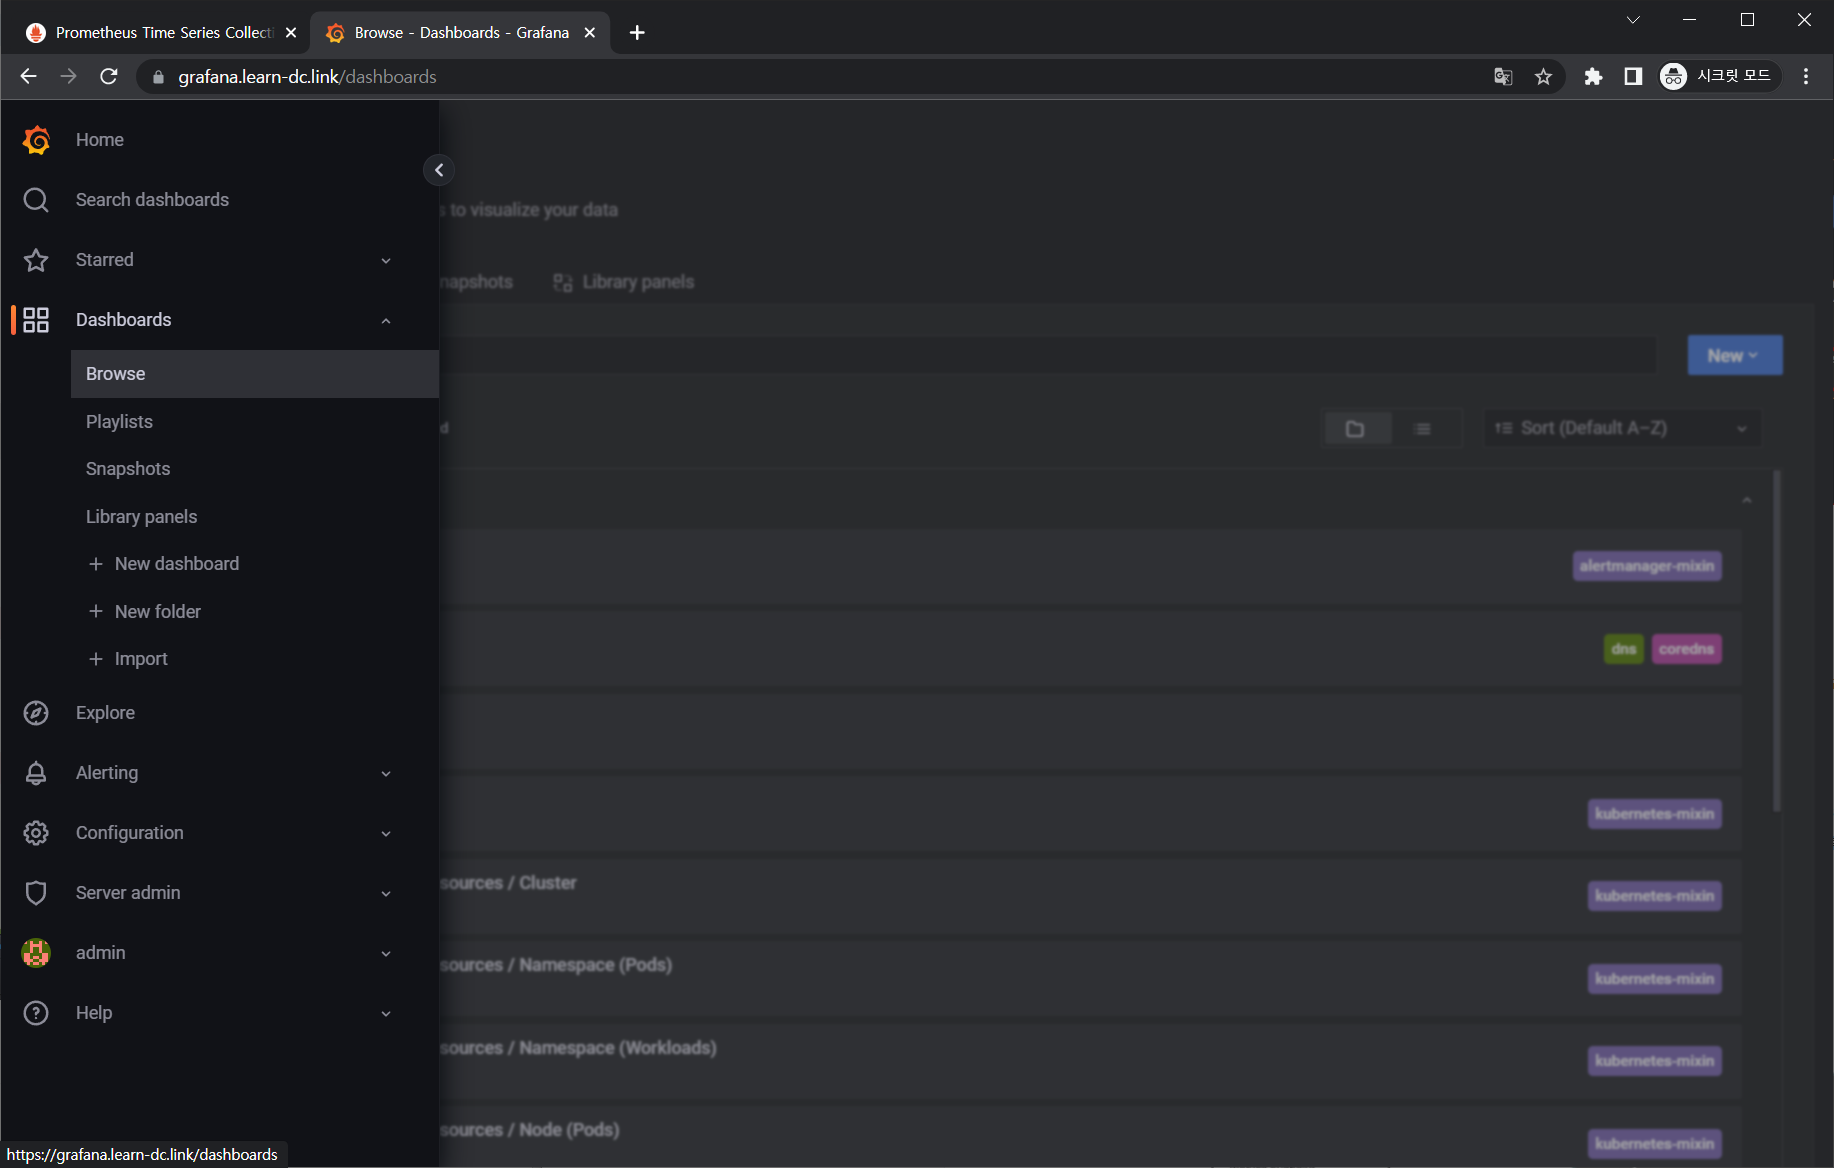 Prometheus Time Series Collecti
Browse - Dashboards - Grafana
grafana.learn-dc.link/dashboards
시크릿 모드
Home
Search dashboards
Starred
Dashboards
Browse
Playlists
Snapshots
Library panels
New dashboard
New folder
Import
Explore
Alerting
Configuration
Server admin
admin
Help
https://grafana.learn-dc.link/dashboards
s to visualize your data
napshots
Library panels
New
d
Sort (Default A–Z)
alertmanager-mixin
dns coredns
kubernetes-mixin
sources / Cluster
kubernetes-mixin
sources / Namespace (Pods)
kubernetes-mixin
sources / Namespace (Workloads)
kubernetes-mixin
sources / Node (Pods)
kubernetes-mixin